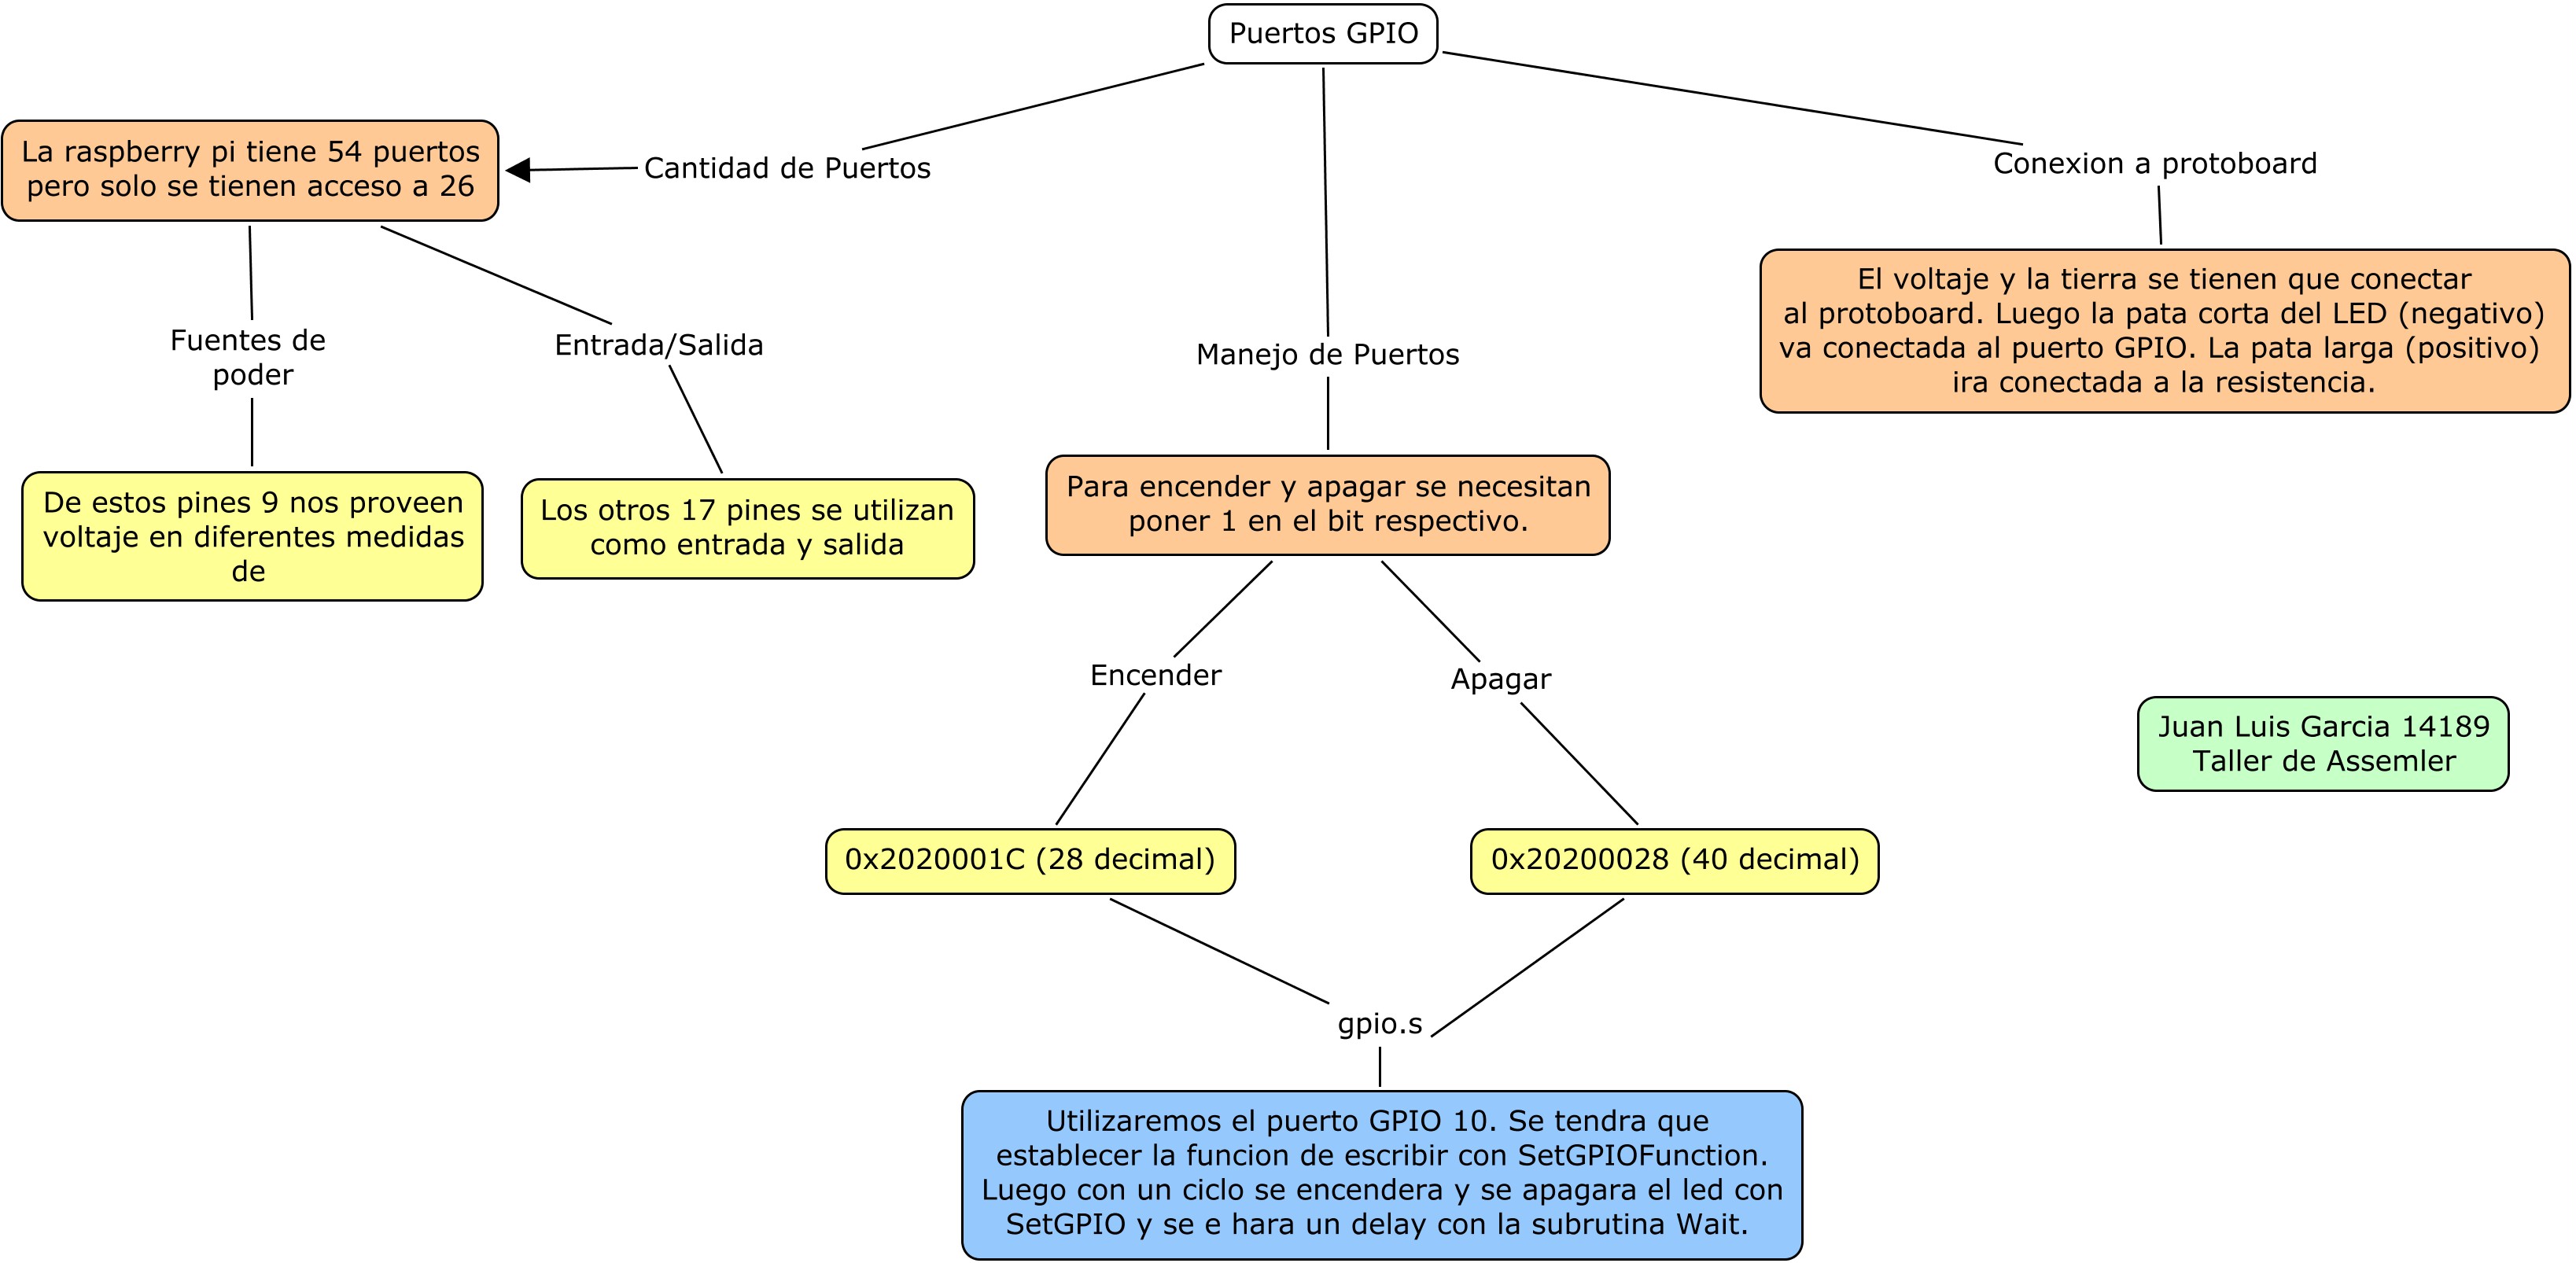 Puertos GPIO
La raspberry pi tiene 54 puertos
pero solo se tienen acceso a 26
Cantidad de Puertos
Conexion a protoboard
El voltaje y la tierra se tienen que conectar
al protoboard. Luego la pata corta del LED (negativo)
va conectada al puerto GPIO. La pata larga (positivo)
ira conectada a la resistencia.
Fuentes de
poder
Entrada/Salida
Manejo de Puertos
De estos pines 9 nos proveen
voltaje en diferentes medidas
de
Los otros 17 pines se utilizan
como entrada y salida
Para encender y apagar se necesitan
poner 1 en el bit respectivo.
Encender
Apagar
Juan Luis Garcia 14189
Taller de Assemler
0x2020001C (28 decimal)
0x20200028 (40 decimal)
gpio.s
Utilizaremos el puerto GPIO 10. Se tendra que
establecer la funcion de escribir con SetGPIOFunction.
Luego con un ciclo se encendera y se apagara el led con
SetGPIO y se e hara un delay con la subrutina Wait.